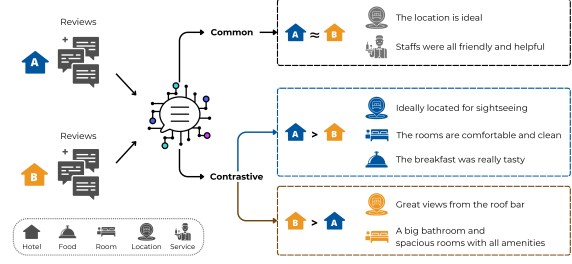 Reviews
A
+
Reviews
B
+
Common
Contrastive
A ≈ B
The location is ideal
Staffs were all friendly and helpful
A > B
Ideally located for sightseeing
The rooms are comfortable and clean
The breakfast was really tasty
B > A
Great views from the roof bar
A big bathroom and
spacious rooms with all amenities
Hotel Food Room Location Service